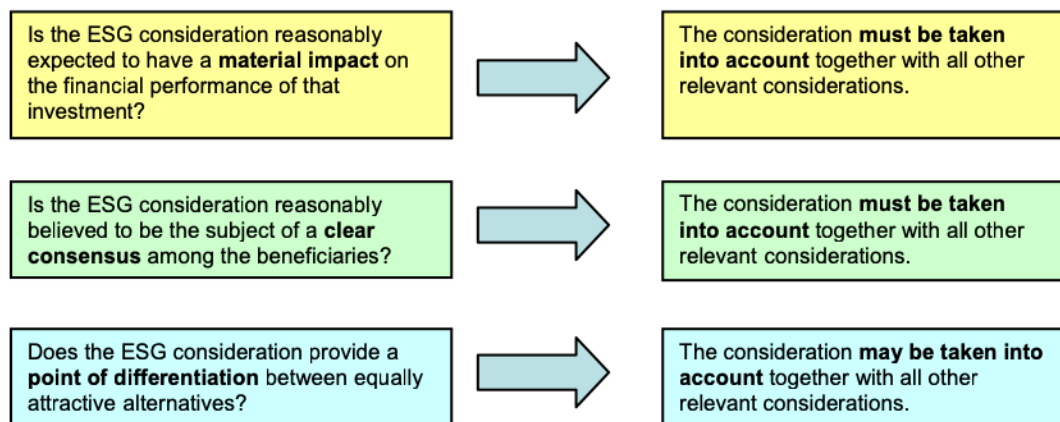 Is the ESG consideration reasonably
expected to have a material impact on
the financial performance of that
investment?
The consideration must be taken
into account together with all other
relevant considerations.
Is the ESG consideration reasonably
believed to be the subject of a clear
consensus among the beneficiaries?
The consideration must be taken
into account together with all other
relevant considerations.
Does the ESG consideration provide a
point of differentiation between equally
attractive alternatives?
The consideration may be taken into
account together with all other
relevant considerations.